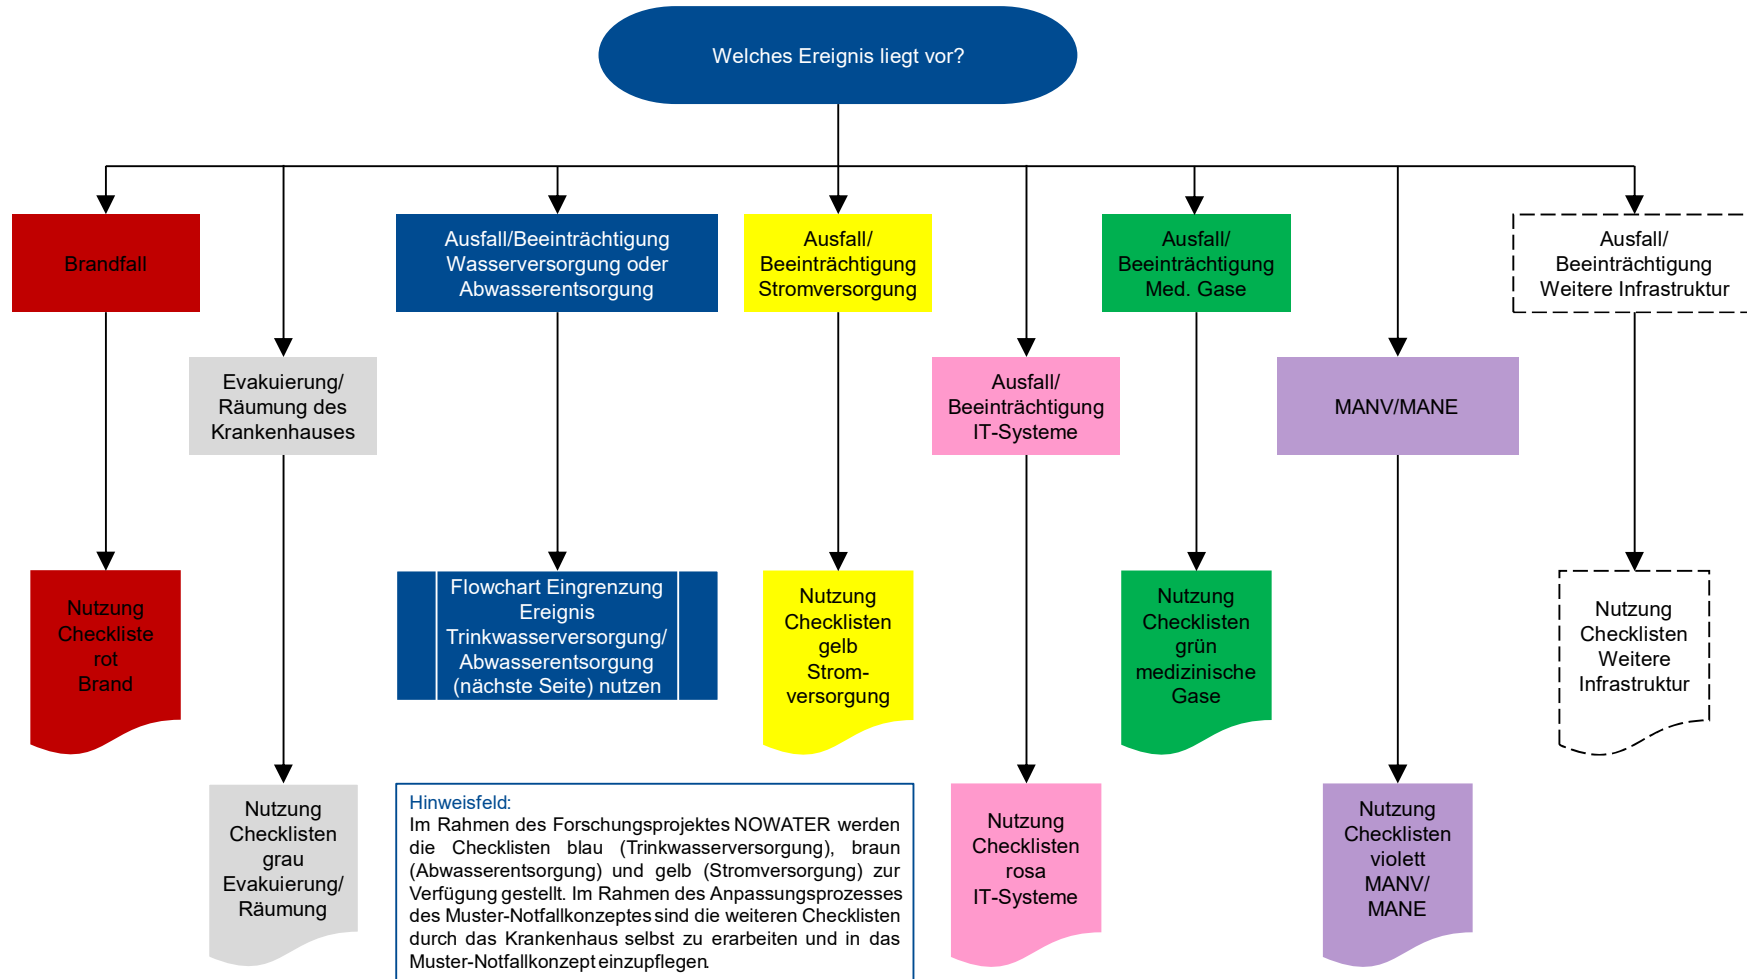 Welches Ereignis liegt vor?
Brandfall
Ausfall/Beeinträchtigung
Wasserversorgung oder
Abwasserentsorgung
Ausfall/
Beeinträchtigung
Stromversorgung
Ausfall/
Beeinträchtigung
Med. Gase
Ausfall/
Beeinträchtigung
Weitere Infrastruktur
Evakuierung/
Räumung des
Krankenhauses
Ausfall/
Beeinträchtigung
IT-Systeme
MANV/MANE
Nutzung
Checkliste
rot
Brand
Flowchart Eingrenzung
Ereignis
Trinkwasserversorgung/
Abwasserentsorgung
(nächste Seite) nutzen
Nutzung
Checklisten
gelb
Strom-
versorgung
Nutzung
Checklisten
grün
medizinische
Gase
Nutzung
Checklisten
Weitere
Infrastruktur
Nutzung
Checklisten
grau
Evakuierung/
Räumung
Hinweisfeld:
Im Rahmen des Forschungsprojektes NOWATER werden
die Checklisten blau (Trinkwasserversorgung), braun
(Abwasserentsorgung) und gelb (Stromversorgung) zur
Verfügung gestellt. Im Rahmen des Anpassungsprozesses
des Muster-Notfallkonzeptes sind die weiteren Checklisten
durch das Krankenhaus selbst zu erarbeiten und in das
Muster-Notfallkonzept einzupflegen.
Nutzung
Checklisten
rosa
IT-Systeme
Nutzung
Checklisten
violett
MANV/
MANE